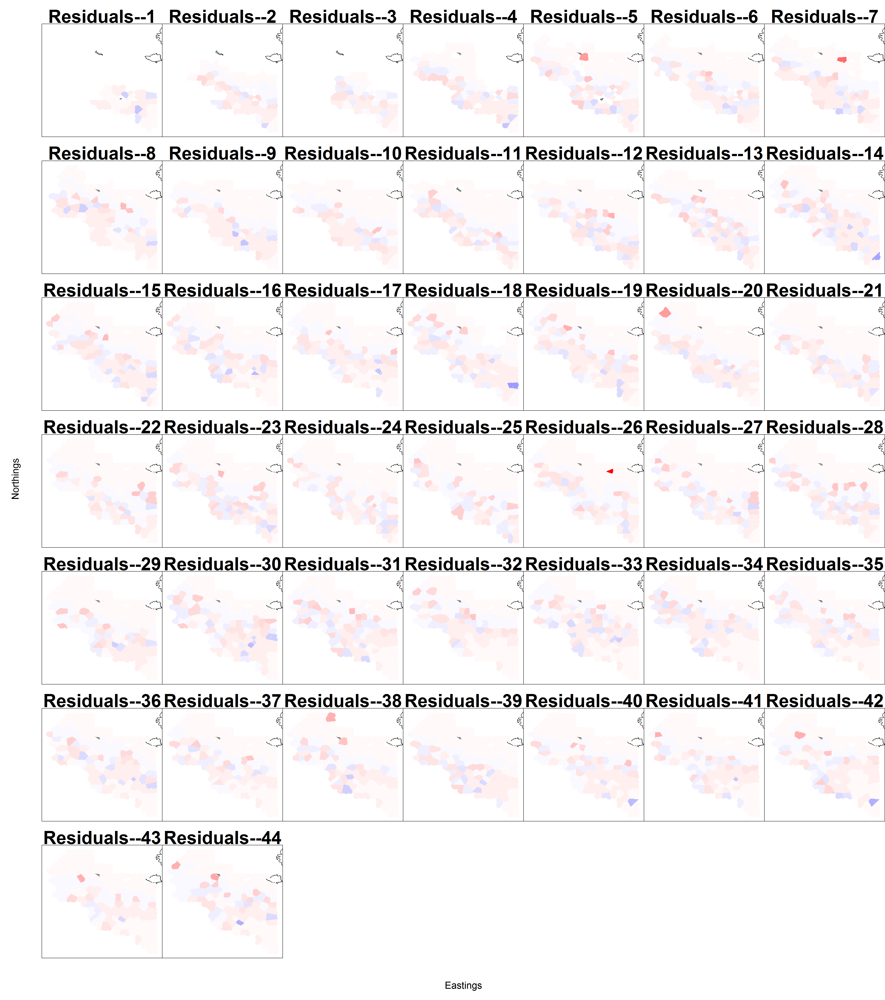 Residuals--1 Residuals--2 Residuals--3 Residuals--4 Residuals--5 Residuals--6 Residuals--7
Residuals--8 Residuals--9 Residuals--10 Residuals--11 Residuals--12 Residuals--13 Residuals--14
Residuals--15 Residuals--16 Residuals--17 Residuals--18 Residuals--19 Residuals--20 Residuals--21
Residuals--22 Residuals--23 Residuals--24 Residuals--25 Residuals--26 Residuals--27 Residuals--28
Northings
Residuals--29 Residuals--30 Residuals--31 Residuals--32 Residuals--33 Residuals--34 Residuals--35
Residuals--36 Residuals--37 Residuals--38 Residuals--39 Residuals--40 Residuals--41 Residuals--42
Residuals--43 Residuals--44
Eastings